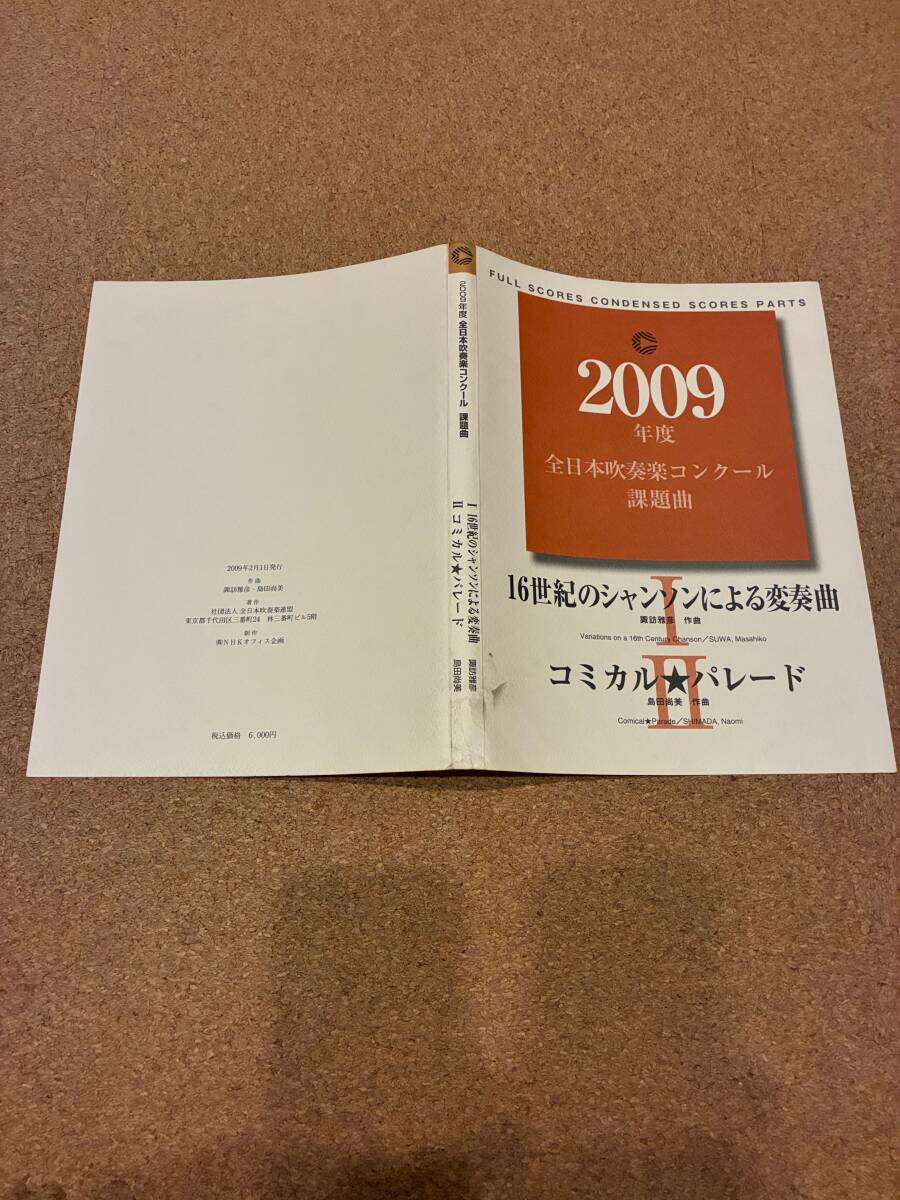 FULL SCORES CONDENSED SCORES PARTS
2009
年度
全日本吹奏楽コンクール
課題曲
I
16世紀のシャンソンによる変奏曲
諏訪雅彦 作曲
Variations on a 16th Century Chanson／SUWA, Masahiko
II
コミカル★パレード
島田尚美 作曲
Comical★Parade／SHIMADA, Naomi
2009年度 全日本吹奏楽コンクール 課題曲
I 16世紀のシャンソンによる変奏曲 諏訪雅彦
II コミカル★パレード 島田尚美
2009年2月1日発行
作曲
諏訪雅彦・島田尚美
著作
社団法人 全日本吹奏楽連盟
東京都千代田区三番町24 林三番町ビル5階
制作
㈱NHKオフィス企画
税込価格 6,000円